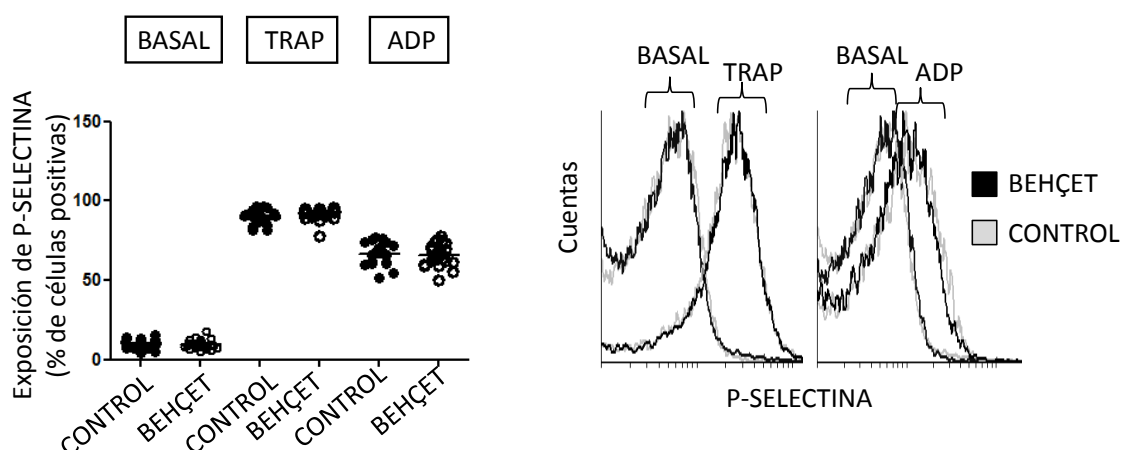 BASAL
TRAP
ADP
Exposición de P-SELECTINA
(% de células positivas)
150
100
50
0
CONTROL
BEHÇET
CONTROL
BEHÇET
CONTROL
BEHÇET
BASAL
TRAP
BASAL
ADP
Cuentas
P-SELECTINA
BEHÇET
CONTROL